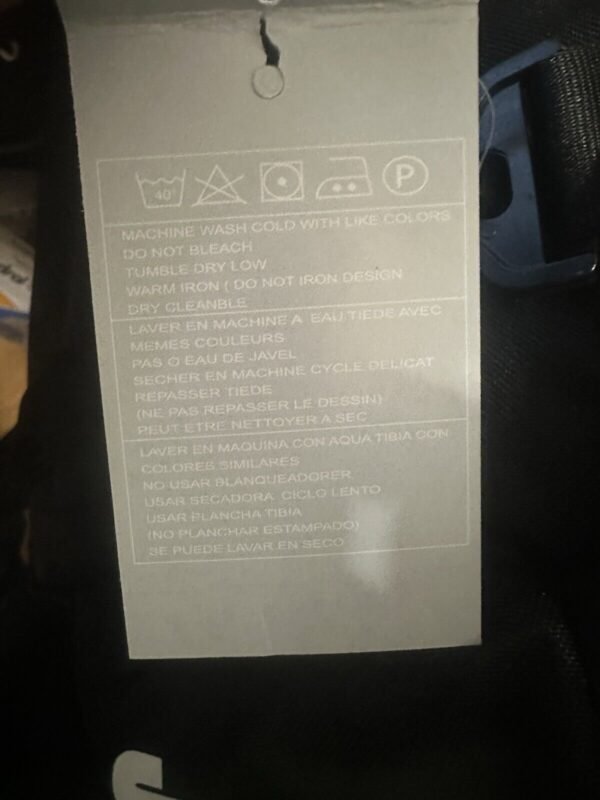 40°
P
MACHINE WASH COLD WITH LIKE COLORS
DO NOT BLEACH
TUMBLE DRY LOW
WARM IRON ( DO NOT IRON DESIGN
DRY CLEANBLE
LAVER EN MACHINE A EAU TIEDE AVEC
MEMES COULEURS
PAS O EAU DE JAVEL
SECHER EN MACHINE CYCLE DELICAT
REPASSER TIEDE
(NE PAS REPASSER LE DESSIN)
PEUT ETRE NETTOYER A SEC
LAVER EN MAQUINA CON AQUA TIBIA CON
COLORES SIMILARES
NO USAR BLANQUEADORER
USAR SECADORA CICLO LENTO
USAR PLANCHA TIBIA
(NO PLANCHAR ESTAMPADO)
SE PUEDE LAVAR EN SECO